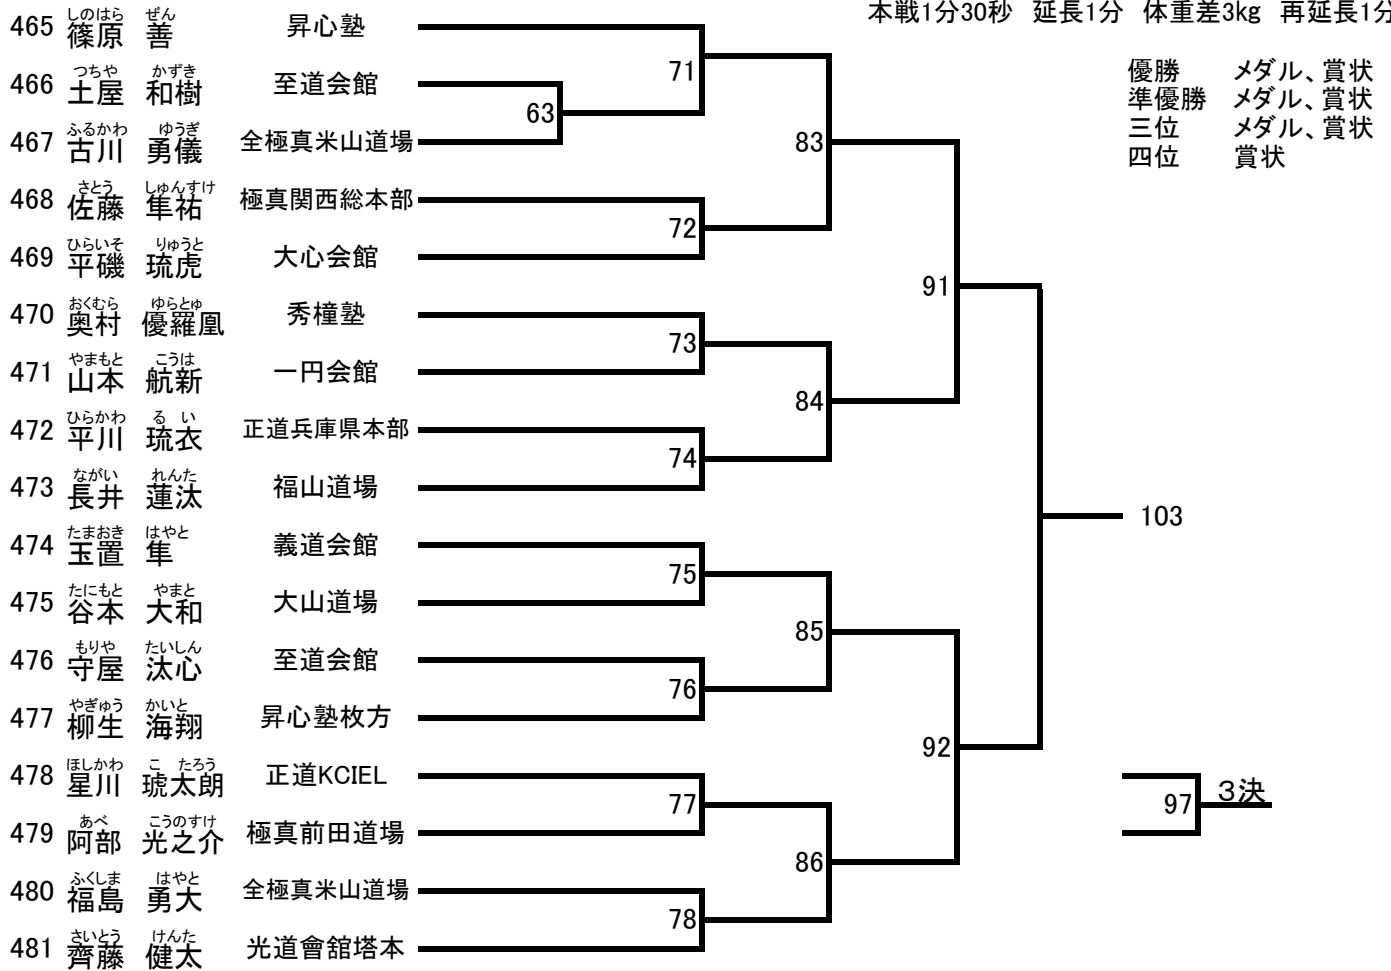 本戦1分30秒 延長1分 体重差3kg 再延長1分
優勝 メダル、賞状
準優勝 メダル、賞状
三位 メダル、賞状
四位 賞状
しのはら ぜん
465 篠原 善 昇心塾
つちや かずき
466 土屋 和樹 至道会館
ふるかわ ゆうぎ
467 古川 勇儀 全極真米山道場
さとう しゅんすけ
468 佐藤 隼祐 極真関西総本部
ひらいそ りゅうと
469 平磯 琉虎 大心会館
おくむら ゆらとゅ
470 奥村 優羅凰 秀橦塾
やまもと こうは
471 山本 航新 一円会館
ひらかわ る い
472 平川 琉衣 正道兵庫県本部
ながい れんた
473 長井 蓮汰 福山道場
たまおき はやと
474 玉置 隼 義道会館
たにもと やまと
475 谷本 大和 大山道場
もりや たいしん
476 守屋 汰心 至道会館
やぎゅう かいと
477 柳生 海翔 昇心塾枚方
ほしかわ こ たろう
478 星川 琥太朗 正道KCIEL
あべ こうのすけ
479 阿部 光之介 極真前田道場
ふくしま はやと
480 福島 勇大 全極真米山道場
さいとう けんた
481 齊藤 健太 光道會舘塔本
63
71
72
73
74
75
76
77
78
83
84
85
86
91
92
103
97 3決